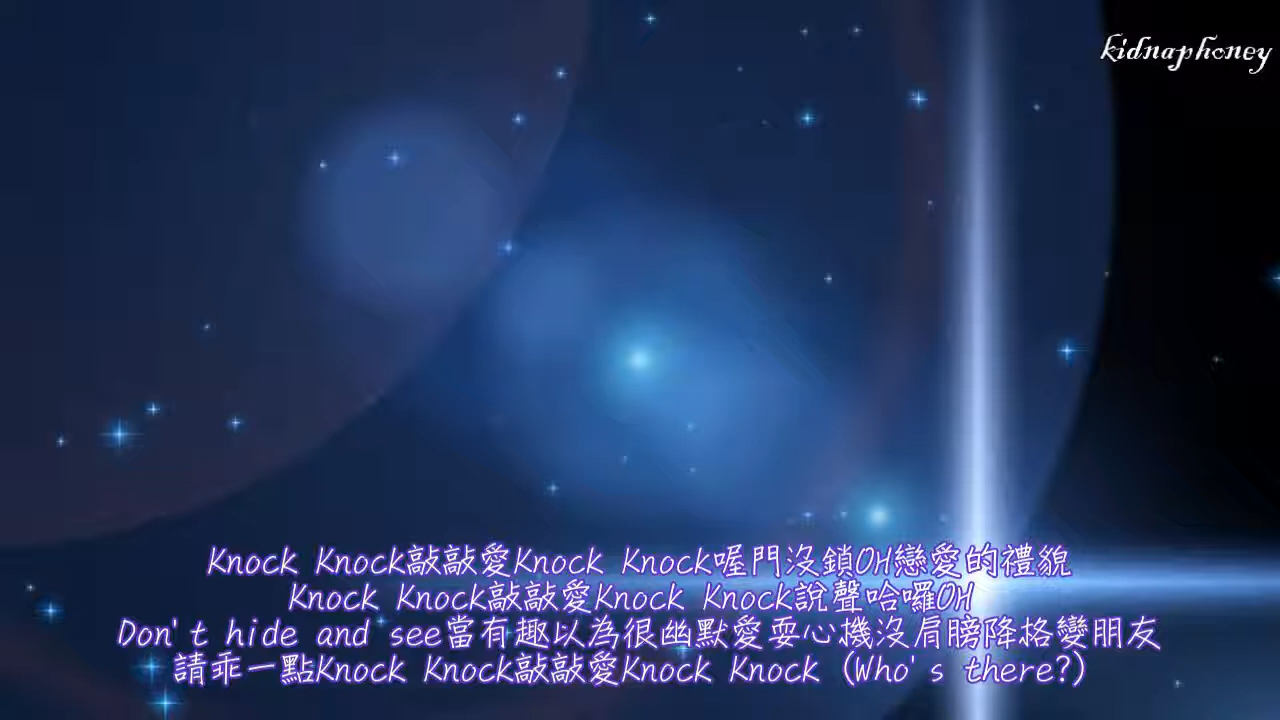 kidnaphoney
Knock Knock敲敲愛Knock Knock喔門沒鎖OH戀愛的禮貌
Knock Knock敲敲愛Knock Knock說聲哈囉OH
Don't hide and see當有趣以為很幽默愛耍心機沒肩膀降格變朋友
請乖一點Knock Knock敲敲愛Knock Knock (Who's there?)